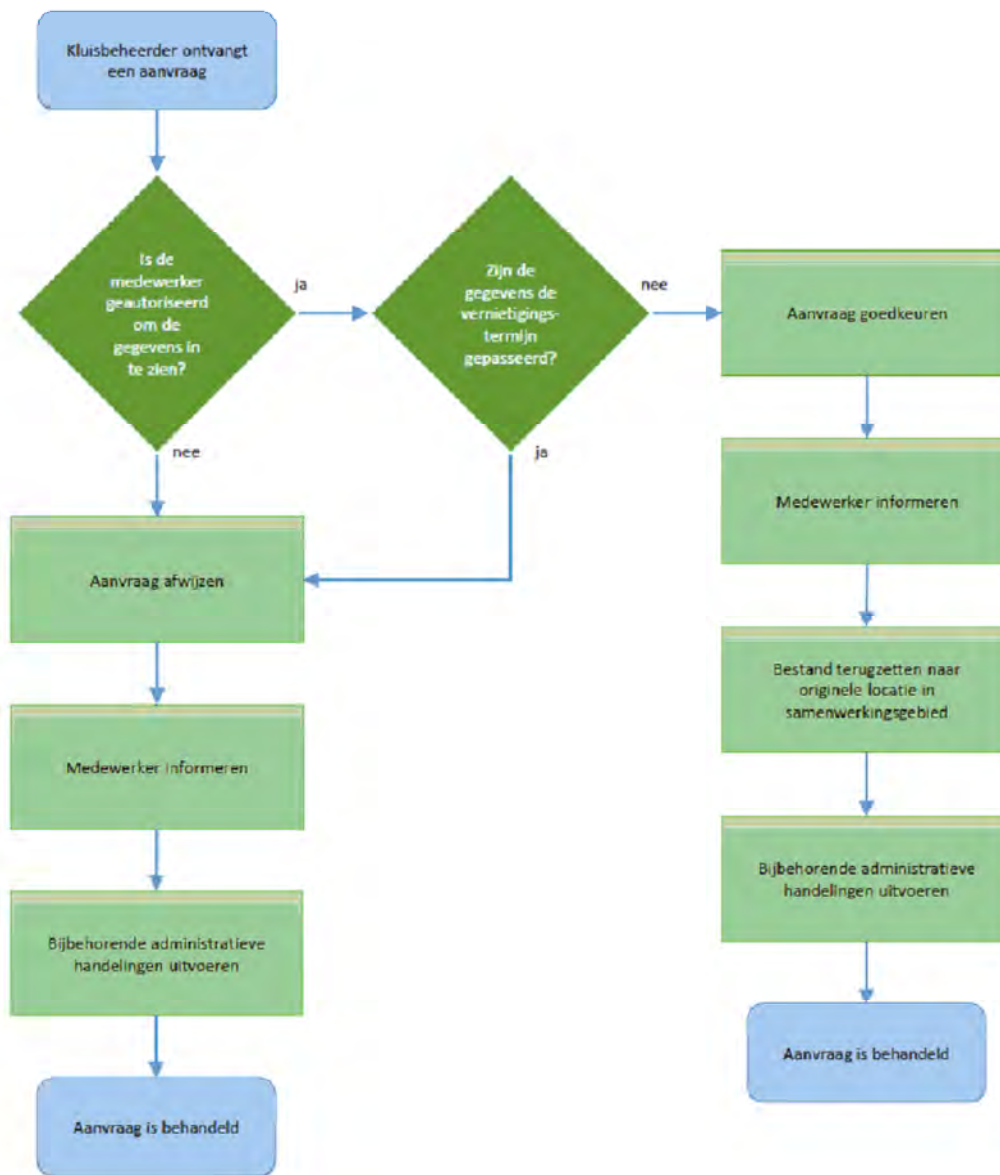 Kluisbeheerder ontvangt
een aanvraag
Is de
medewerker
geautoriseerd
om de
gegevens in
te zien?
ja
Zijn de
gegevens de
vernietigings-
termijn
gepasseerd?
nee
Aanvraag goedkeuren
nee
ja
Medewerker informeren
Aanvraag afwijzen
Bestand terugzetten naar
originele locatie in
samenwerkingsgebied
Medewerker informeren
Bijbehorende administratieve
handelingen uitvoeren
Bijbehorende administratieve
handelingen uitvoeren
Aanvraag is behandeld
Aanvraag is behandeld